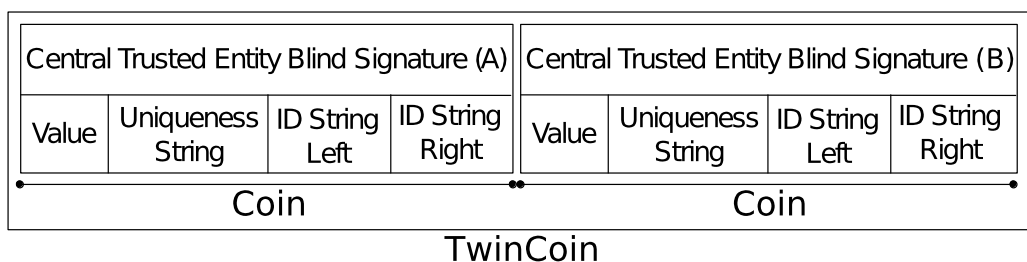 Central Trusted Entity Blind Signature (A)
Value
Uniqueness
String
ID String
Left
ID String
Right
Coin
Central Trusted Entity Blind Signature (B)
Value
Uniqueness
String
ID String
Left
ID String
Right
Coin
TwinCoin